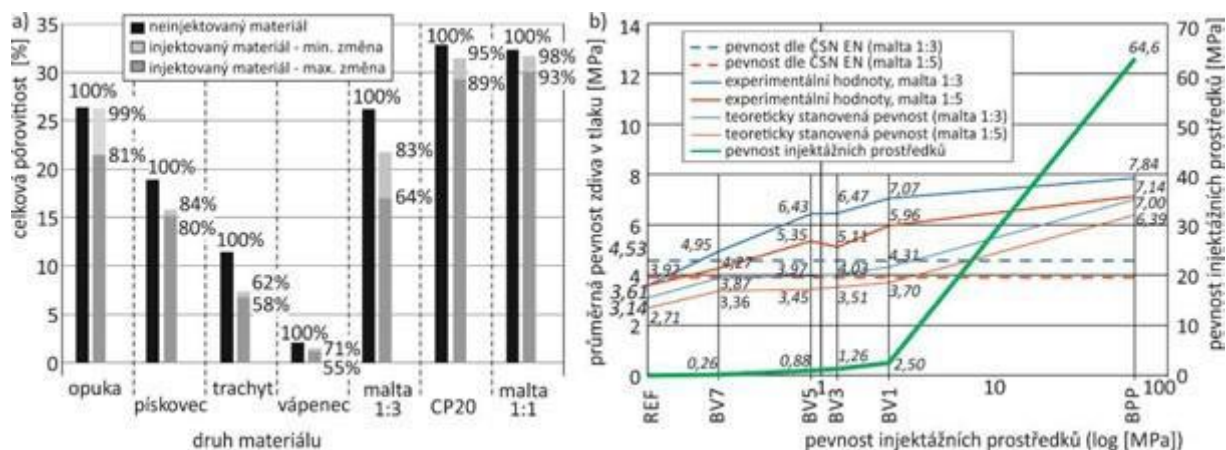 a)
celková pórovitiost [%]
35
30
25
20
15
10
5
0
neinjektovaný materiál
injektovaný materiál - min. změna
injektovaný materiál - max. změna
100%
99%
81%
100%
84%
80%
100%
62%
58%
100%
71%
55%
100%
83%
64%
100%
95%
89%
100%
98%
93%
opuka
pískovec
trachyt
vápenec
malta
1:3
CP20
malta
1:1
druh materiálu
b)
průměrná pevnost zdiva v tlaku [MPa]
14
12
10
8
6
4
2
0
pevnost dle ČSN EN (malta 1:3)
pevnost dle ČSN EN (malta 1:5)
experimentální hodnoty, malta 1:3
experimentální hodnoty, malta 1:5
teoreticky stanovená pevnost (malta 1:3)
teoreticky stanovená pevnost (malta 1:5)
pevnost injektážních prostředků
64,6
4,53
3,92
3,61
3,14
2,71
4,95
4,27
3,87
3,36
0,26
6,43
5,35
3,97
3,45
0,88
6,47
5,11
4,03
3,51
1,26
7,07
5,96
4,31
3,70
2,50
7,84
7,14
7,00
6,39
REF
BV7
BV5
1
BV3
BV1
10
BPP
100
pevnost injektážních prostředků (log [MPa])
70
60
50
40
30
20
10
0
pevnost injektážních prostředků [MPa]